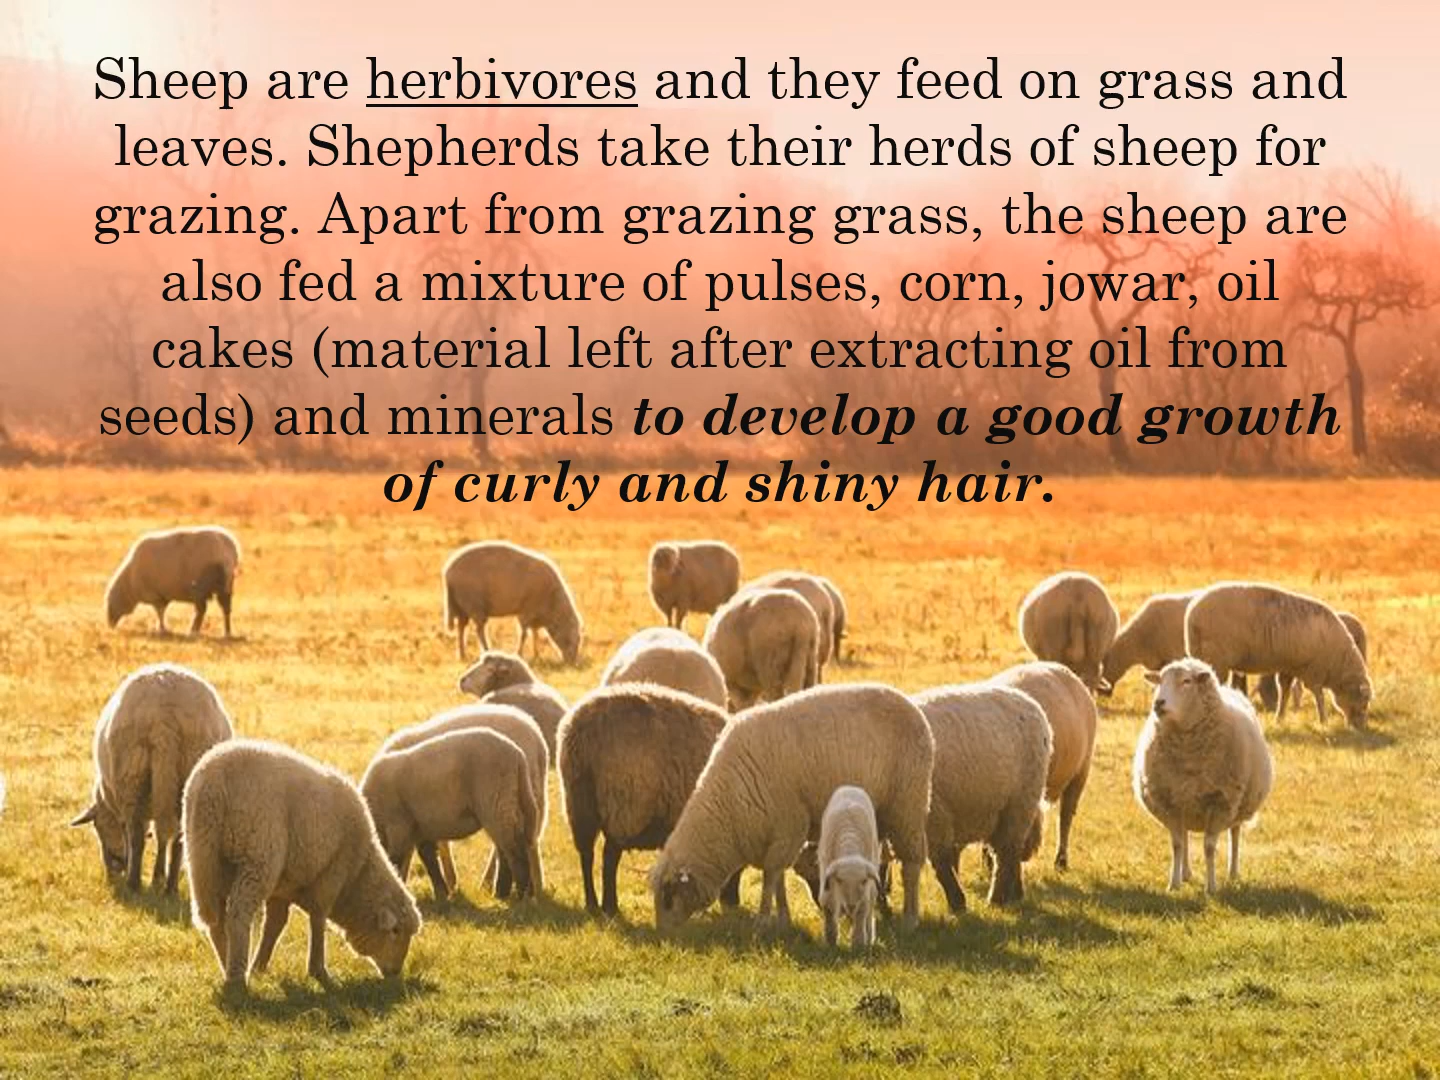 Sheep are herbivores and they feed on grass and
leaves. Shepherds take their herds of sheep for
grazing. Apart from grazing grass, the sheep are
also fed a mixture of pulses, corn, jowar, oil
cakes (material left after extracting oil from
seeds) and minerals to develop a good growth
of curly and shiny hair.